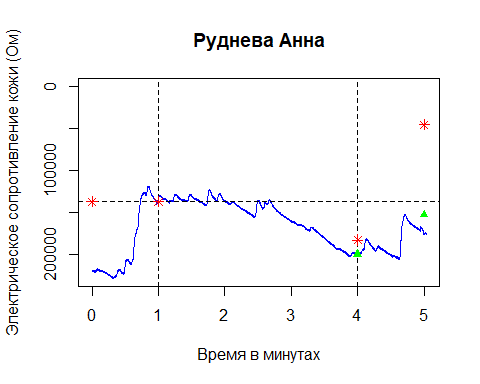 Руднева Анна
Электрическое сопротивление кожи (Ом)
0
100000
200000
0 1 2 3 4 5
Время в минутах